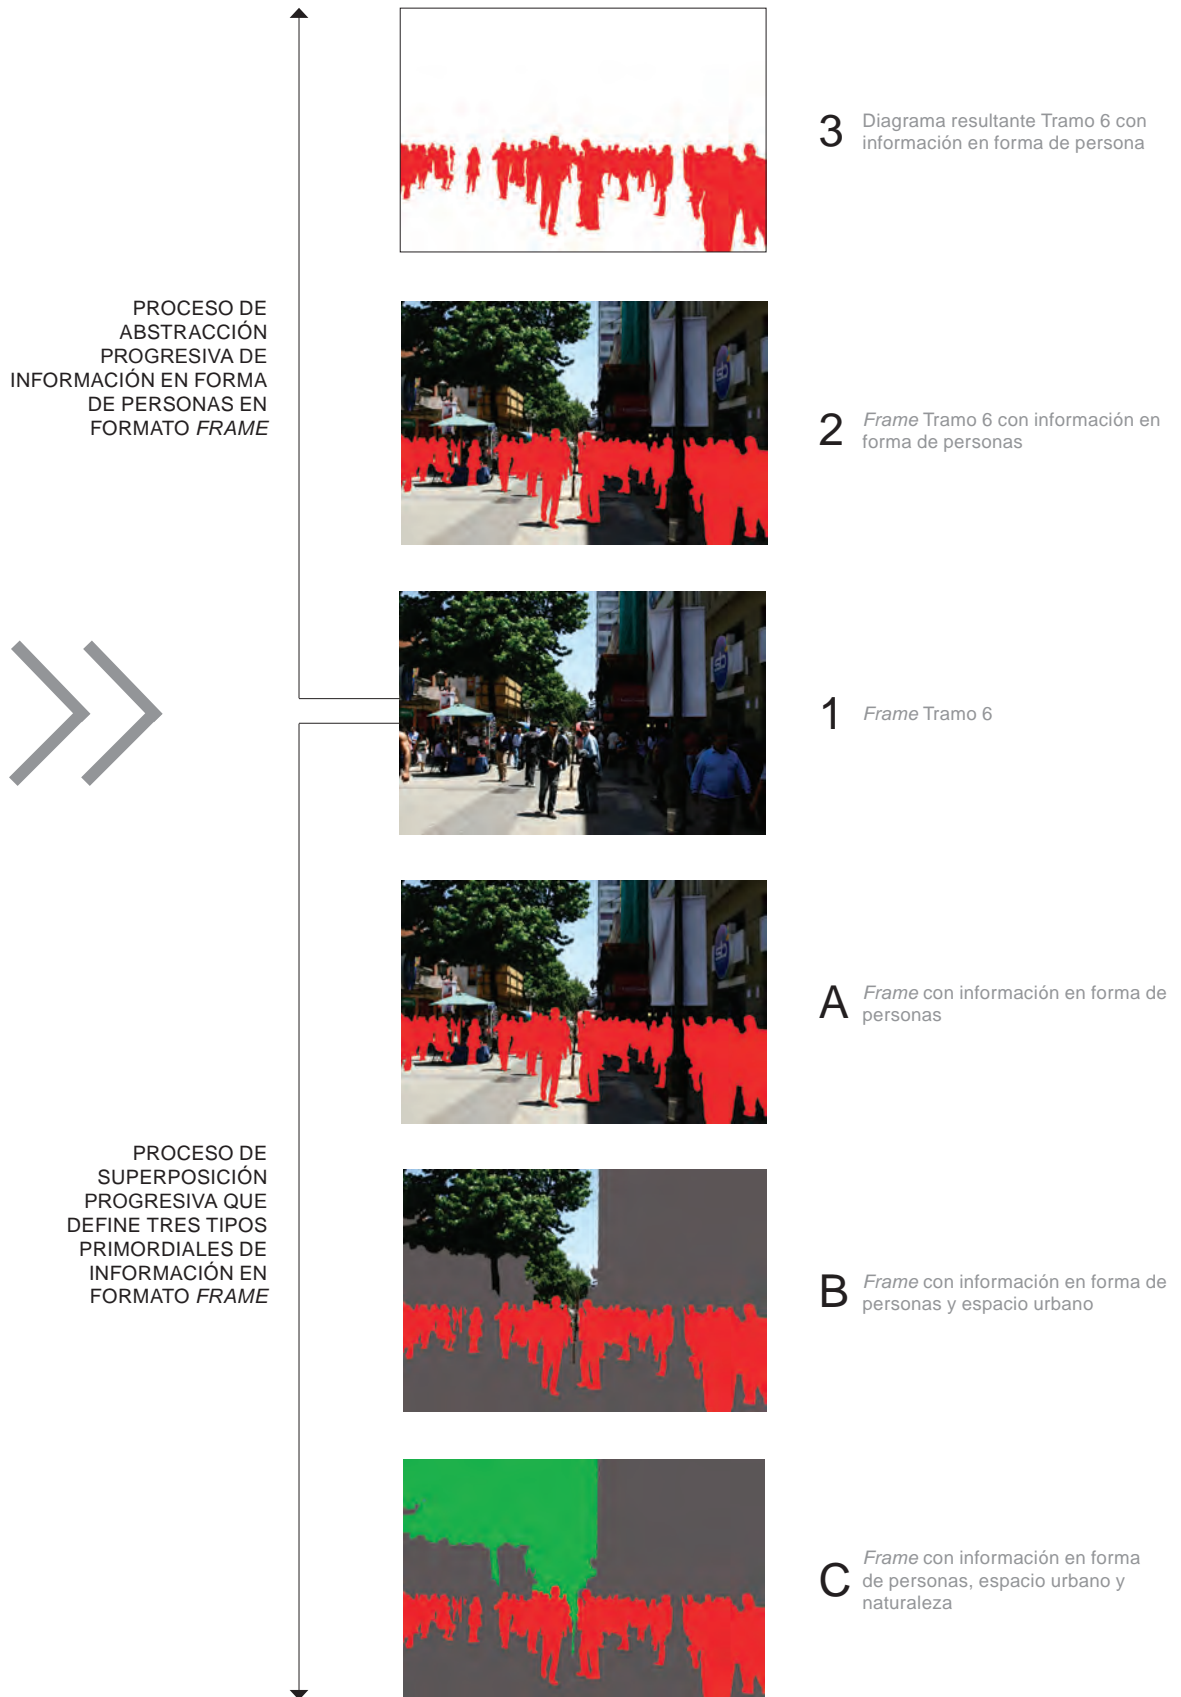 3
Diagrama resultante Tramo 6 con
información en forma de persona
PROCESO DE
ABSTRACCIÓN
PROGRESIVA DE
INFORMACIÓN EN FORMA
DE PERSONAS EN
FORMATO FRAME
2
Frame Tramo 6 con información en
forma de personas
1
Frame Tramo 6
A
Frame con información en forma de
personas
PROCESO DE
SUPERPOSICIÓN
PROGRESIVA QUE
DEFINE TRES TIPOS
PRIMORDIALES DE
INFORMACIÓN EN
FORMATO FRAME
B
Frame con información en forma de
personas y espacio urbano
C
Frame con información en forma
de personas, espacio urbano y
naturaleza